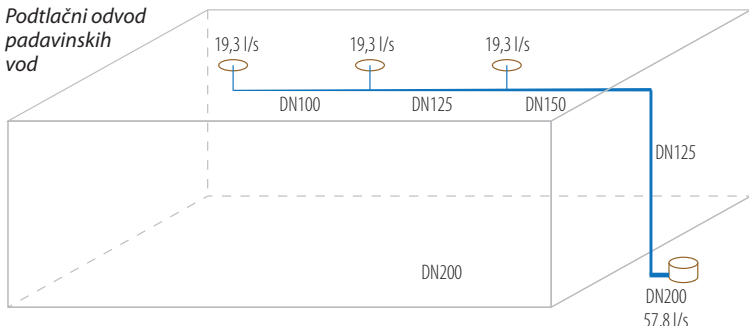 Podtlačni odvod
padavinskih
vod
19,3 l/s
19,3 l/s
19,3 l/s
DN100
DN125
DN150
DN125
DN200
DN200
57,8 l/s